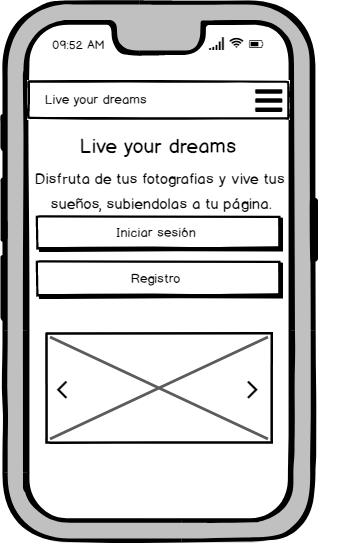 09:52 AM
Live your dreams
Live your dreams
Disfruta de tus fotografias y vive tus
sueños, subiendolas a tu página.
Iniciar sesión
Registro